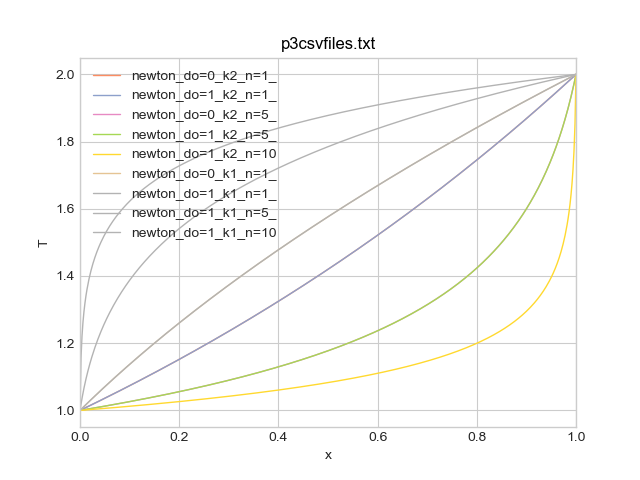 p3csvfiles.txt
newton_do=0_k2_n=1_
newton_do=1_k2_n=1_
newton_do=0_k2_n=5_
newton_do=1_k2_n=5_
newton_do=1_k2_n=10
newton_do=0_k1_n=1_
newton_do=1_k1_n=1_
newton_do=1_k1_n=5_
newton_do=1_k1_n=10
2.0
1.8
1.6
1.4
1.2
1.0
T
0.0 0.2 0.4 0.6 0.8 1.0
x